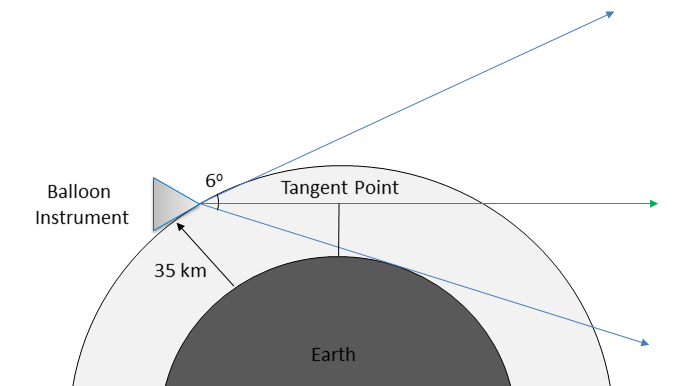 6º
Tangent Point
Balloon
Instrument
35 km
Earth